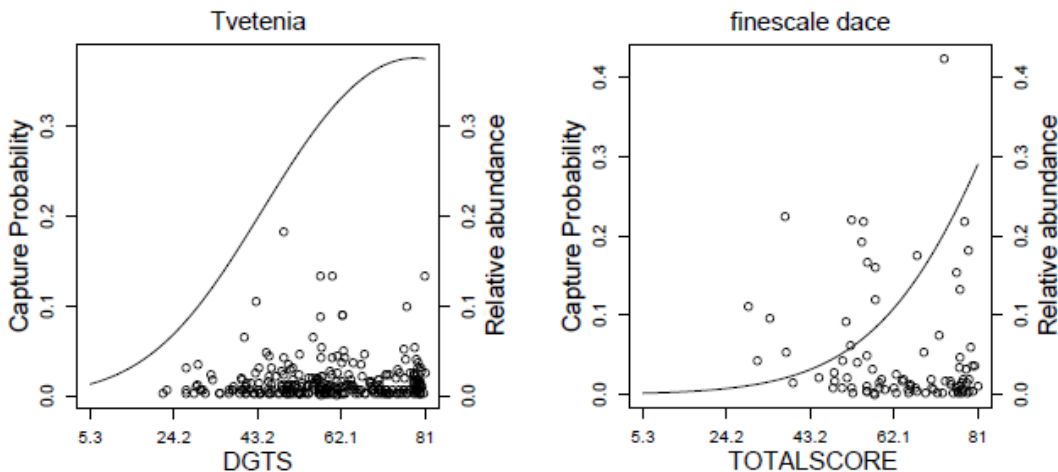 Tvetenia
Capture Probability
0.0 0.1 0.2 0.3
Relative abundance
0.0 0.1 0.2 0.3
5.3 24.2 43.2 62.1 81
DGTS
finescale dace
Capture Probability
0.0 0.1 0.2 0.3 0.4
Relative abundance
0.0 0.1 0.2 0.3 0.4
5.3 24.2 43.2 62.1 81
TOTALSCORE